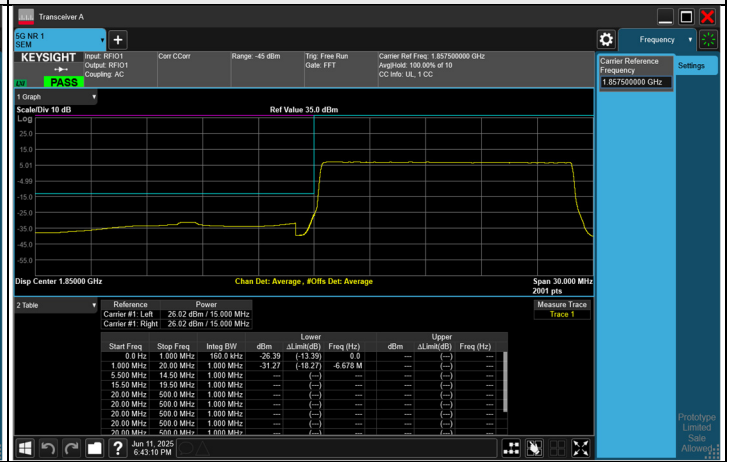 Transceiver A
5G NR 1
SEM
+
Frequency
KEYSIGHT
LXI
PASS
Input: RFIO1
Output: RFIO1
Coupling: AC
Corr CCorr
Range: -45 dBm
Trig: Free Run
Gate: FFT
Carrier Ref Freq: 1.857500000 GHz
Avg|Hold: 100.00% of 10
CC Info: UL, 1 CC
Carrier Reference
Frequency
1.857500000 GHz
Settings
1 Graph
Scale/Div 10 dB
Ref Value 35.0 dBm
Log
25.0
15.0
5.01
-4.99
-15.0
-25.0
-35.0
-45.0
-55.0
Disp Center 1.85000 GHz
Chan Det: Average, #Offs Det: Average
Span 30.000 MHz
2001 pts
2 Table
Reference Power
Carrier #1: Left 26.02 dBm / 15.000 MHz
Carrier #1: Right 26.02 dBm / 15.000 MHz
Measure Trace
Trace 1
Lower Upper
Start Freq Stop Freq Integ BW dBm ΔLimit(dB) Freq (Hz) dBm ΔLimit(dB) Freq (Hz)
0.0 Hz 1.000 MHz 160.0 kHz -26.39 (-13.39) 0.0 --- (---) ---
1.000 MHz 20.00 MHz 1.000 MHz -31.27 (-18.27) -6.678 M --- (---) ---
5.500 MHz 14.50 MHz 1.000 MHz --- (---) --- --- (---) ---
15.50 MHz 19.50 MHz 1.000 MHz --- (---) --- --- (---) ---
20.00 MHz 500.0 MHz 1.000 MHz --- (---) --- --- (---) ---
20.00 MHz 500.0 MHz 1.000 MHz --- (---) --- --- (---) ---
20.00 MHz 500.0 MHz 1.000 MHz --- (---) --- --- (---) ---
20.00 MHz 500.0 MHz 1.000 MHz --- (---) --- --- (---) ---
20.00 MHz 500.0 MHz 1.000 MHz --- (---) --- --- (---) ---
Prototype
Limited
Sale
Allowed
?
Jun 11, 2025
6:43:10 PM